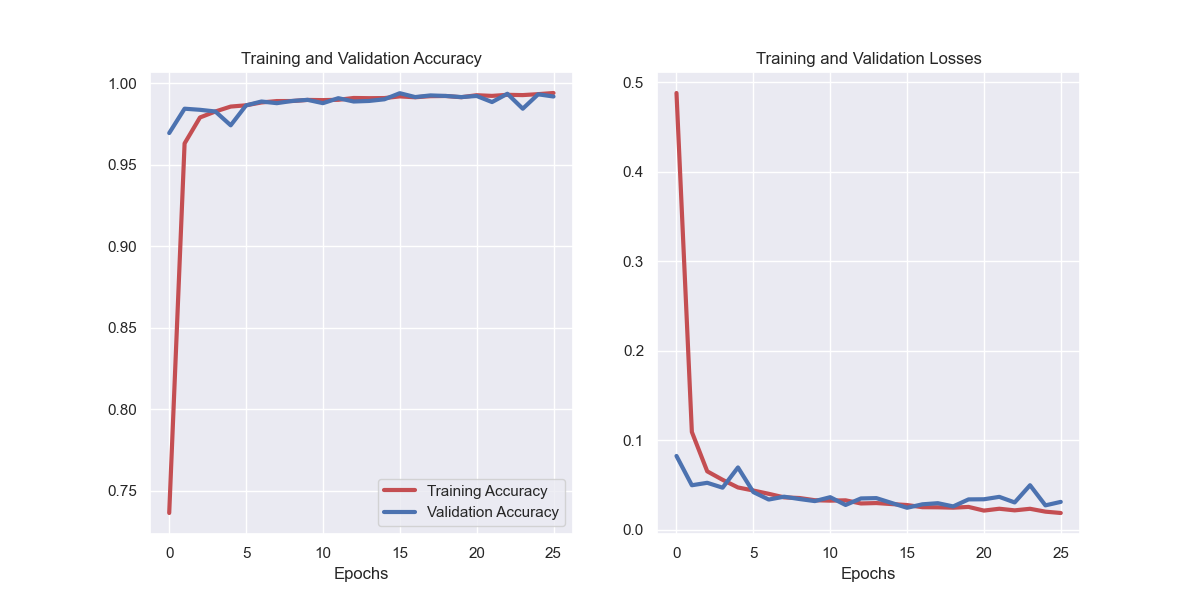 Training and Validation Accuracy
1.00
0.95
0.90
0.85
0.80
0.75
Training Accuracy
Validation Accuracy
0 5 10 15 20 25
Epochs
Training and Validation Losses
0.5
0.4
0.3
0.2
0.1
0.0
0 5 10 15 20 25
Epochs